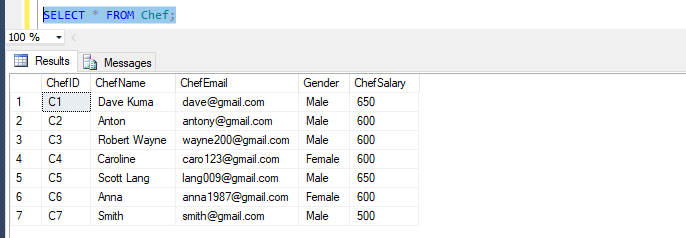 SELECT * FROM Chef;
100 %
Results Messages
ChefID ChefName ChefEmail Gender ChefSalary
1 C1 Dave Kuma dave@gmail.com Male 650
2 C2 Anton antony@gmail.com Male 600
3 C3 Robert Wayne wayne200@gmail.com Male 600
4 C4 Caroline caro123@gmail.com Female 600
5 C5 Scott Lang lang009@gmail.com Male 650
6 C6 Anna anna1987@gmail.com Female 600
7 C7 Smith smith@gmail.com Male 500